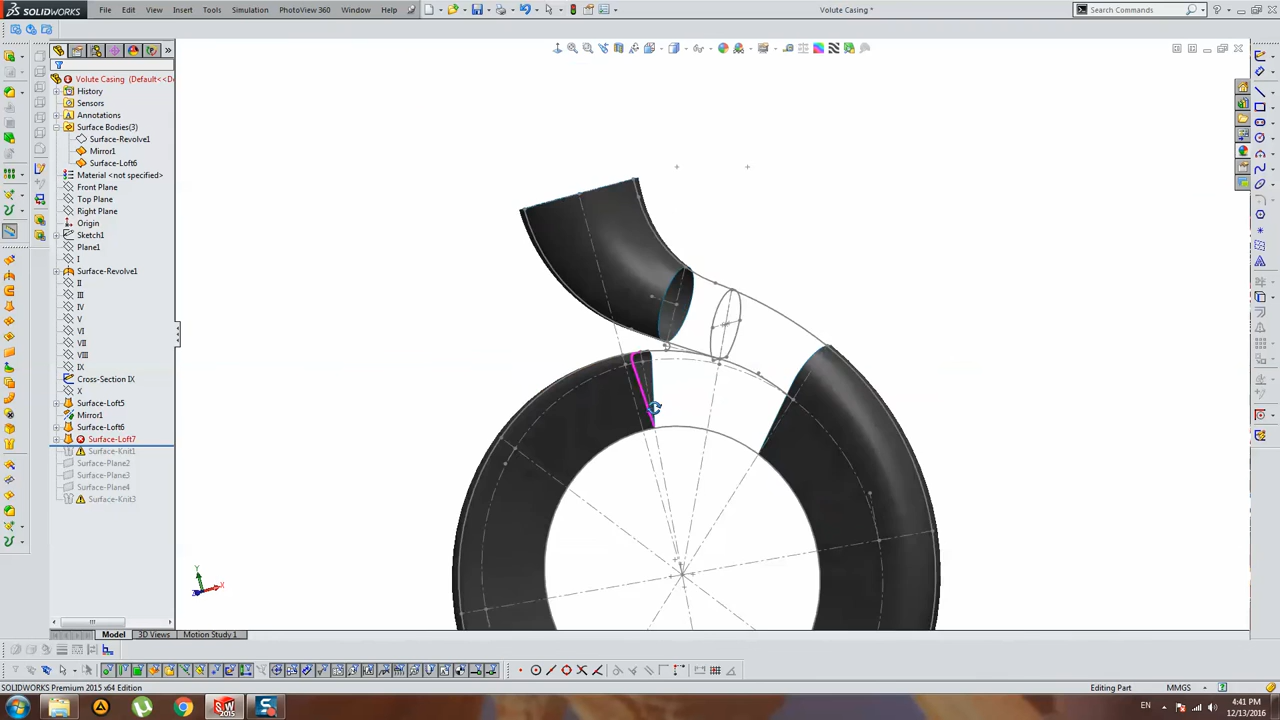 SOLIDWORKS
File Edit View Insert Tools Simulation PhotoView 360 Window Help
Volute Casing *
Search Commands
Volute Casing (Default<<De
History
Sensors
Annotations
Surface Bodies(3)
Surface-Revolve1
Mirror1
Surface-Loft6
Material <not specified>
Front Plane
Top Plane
Right Plane
Origin
Sketch1
Plane1
I
Surface-Revolve1
II
III
IV
V
VI
VII
VIII
IX
Cross-Section IX
X
Surface-Loft5
Mirror1
Surface-Loft6
Surface-Loft7
Surface-Knit1
Surface-Plane2
Surface-Plane3
Surface-Plane4
Surface-Knit3
Y
X
Z
Model 3D Views Motion Study 1
SOLIDWORKS Premium 2015 x64 Edition
Editing Part
MMGS
EN
4:41 PM
12/13/2016